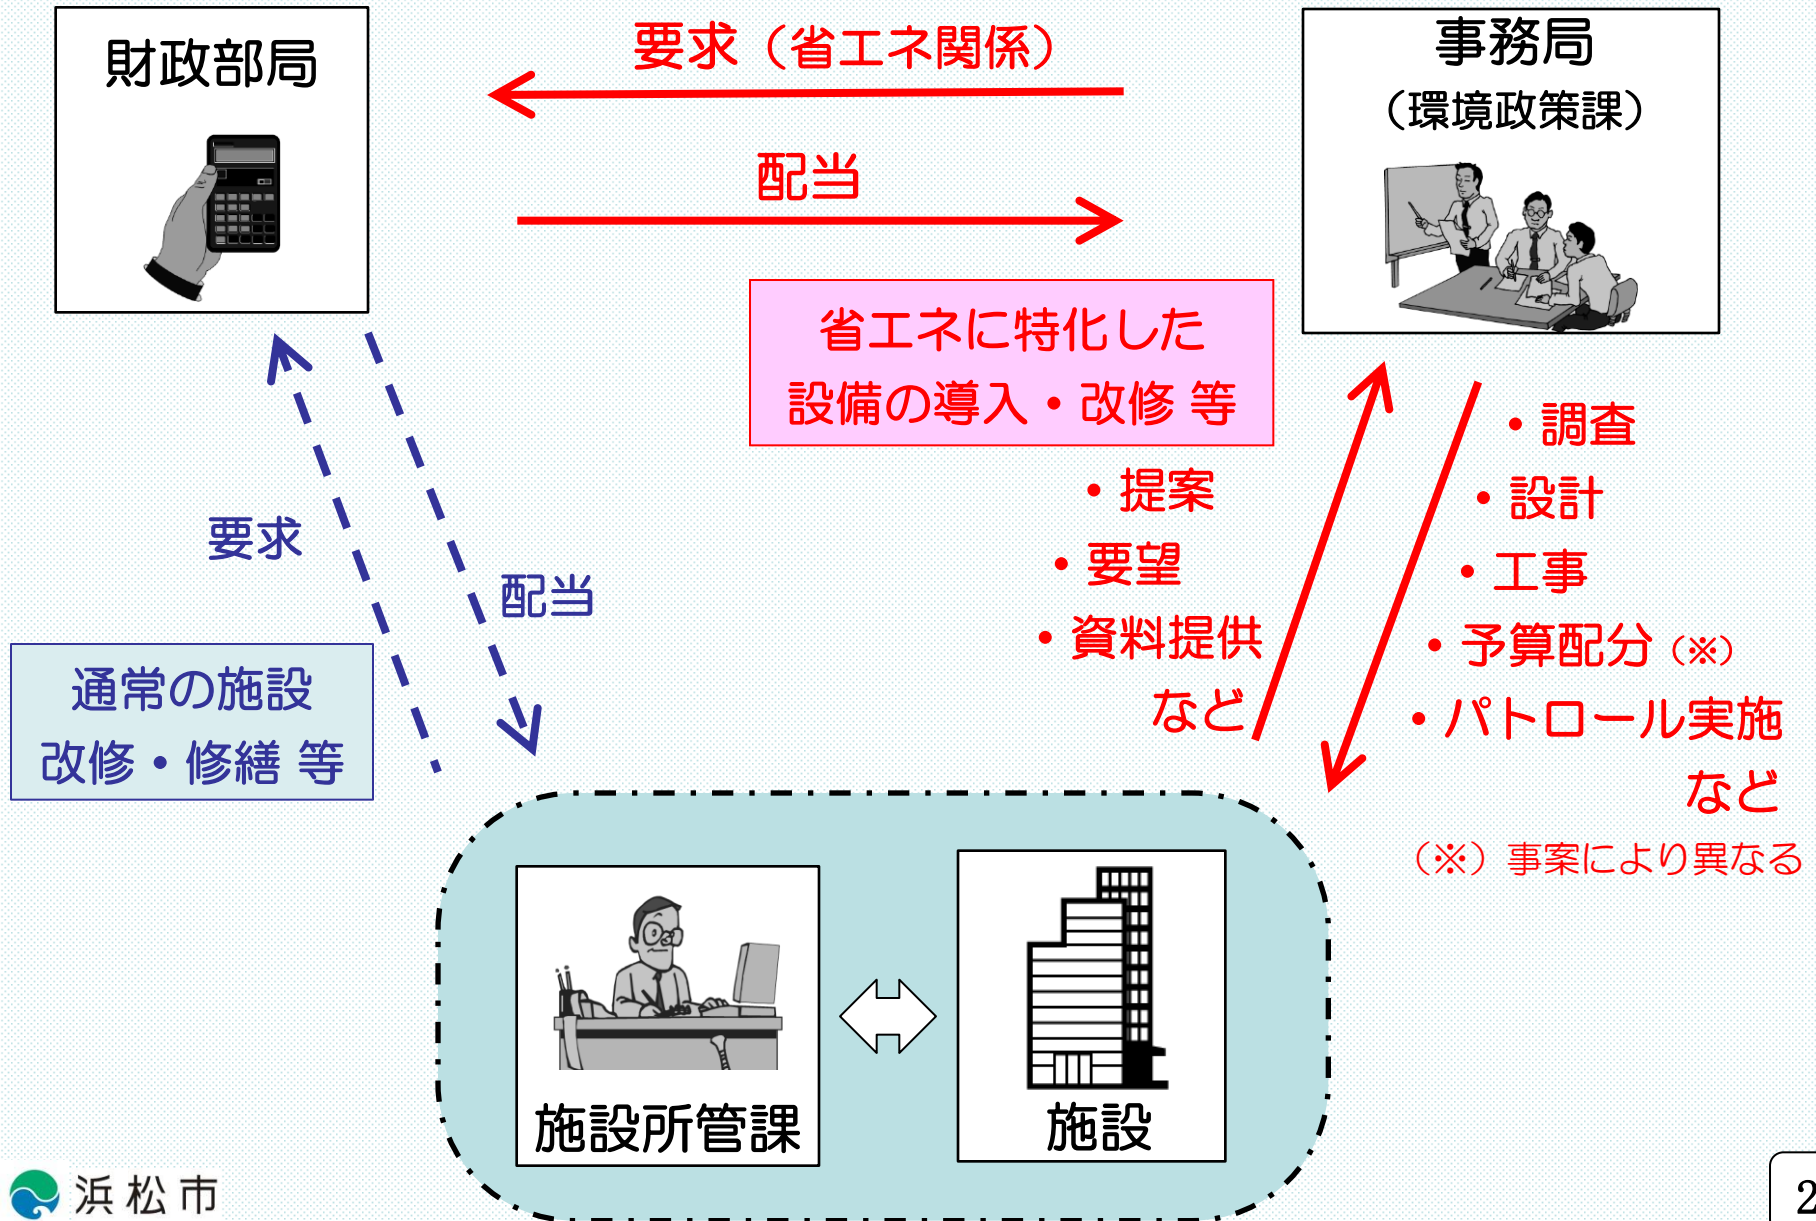 財政部局
要求（省エネ関係）
配当
事務局
（環境政策課）
省エネに特化した
設備の導入・改修 等
・提案
・要望
・資料提供
など
・調査
・設計
・工事
・予算配分（※）
・パトロール実施
など
（※）事案により異なる
要求
配当
通常の施設
改修・修繕 等
施設所管課
施設
浜松市
2